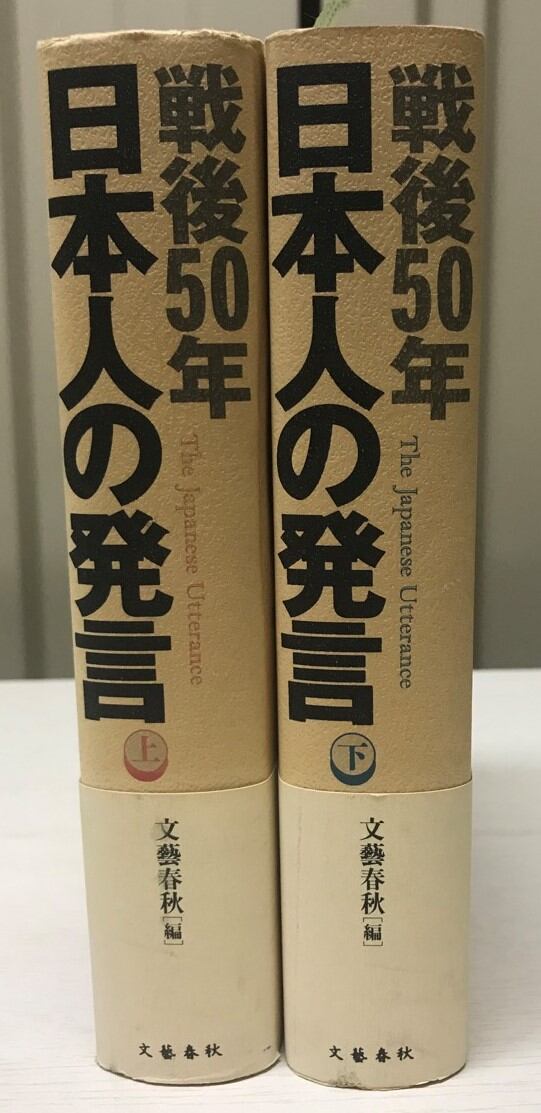 戦後50年
日本人の発言
The Japanese Utterance
上
文藝春秋[編]
文藝春秋
戦後50年
日本人の発言
The Japanese Utterance
下
文藝春秋[編]
文藝春秋